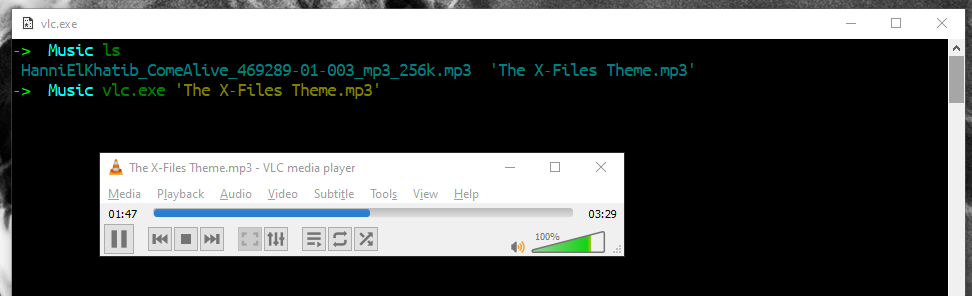 vlc.exe
-> Music ls
HanniElKhatib_ComeAlive_469289-01-003_mp3_256k.mp3 'The X-Files Theme.mp3'
-> Music vlc.exe 'The X-Files Theme.mp3'
The X-Files Theme.mp3 - VLC media player
Media Playback Audio Video Subtitle Tools View Help
01:47 03:29
100%